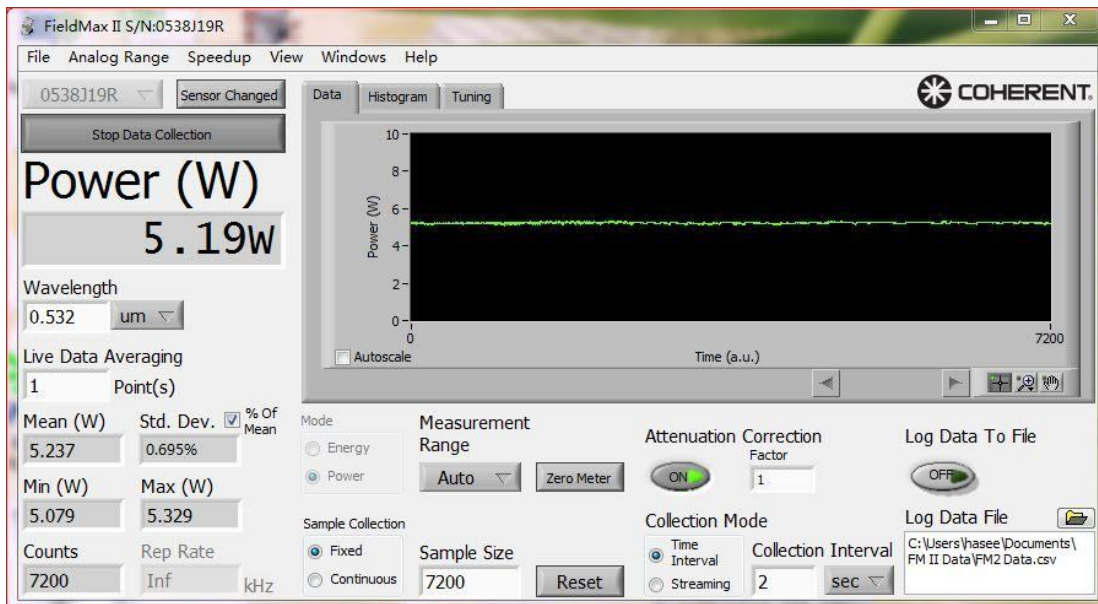 FieldMax II S/N:0538J19R
File Analog Range Speedup View Windows Help
0538J19R Sensor Changed
Stop Data Collection
Power (W)
5.19W
Wavelength
0.532 um
Live Data Averaging
1 Point(s)
Mean (W) Std. Dev. % Of Mean
5.237 0.695%
Min (W) Max (W)
5.079 5.329
Counts Rep Rate
7200 Inf kHz
Data Histogram Tuning
COHERENT.
10
8
6
4
2
0
Power (W)
0 7200
Autoscale Time (a.u.)
Mode
Energy
Power
Measurement
Range
Auto Zero Meter
Attenuation Correction
Factor
ON 1
Log Data To File
OFF
Sample Collection
Fixed
Continuous
Sample Size
7200 Reset
Collection Mode
Time
Interval
Streaming
Collection Interval
2 sec
Log Data File
C:\Users\hasee\Documents\
FM II Data\FM2 Data.csv